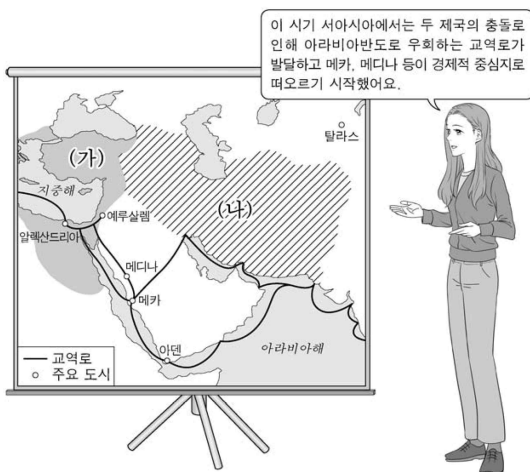 이 시기 서아시아에서는 두 제국의 충돌로
인해 아라비아반도로 우회하는 교역로가
발달하고 메카, 메디나 등이 경제적 중심지로
떠오르기 시작했어요.
탈라스
(가)
지중해
(나)
예루살렘
알렉산드리아
메디나
메카
아덴
아라비아해
교역로
주요 도시